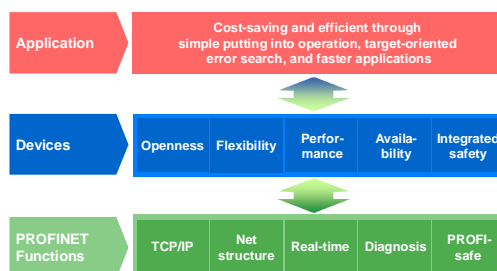 Application
Cost-saving and efficient through
simple putting into operation, target-oriented
error search, and faster applications
Devices
Openness
Flexibility
Perfor-
mance
Availa-
bility
Integrated
safety
PROFINET
Functions
TCP/IP
Net
structure
Real-time
Diagnosis
PROFI-
safe